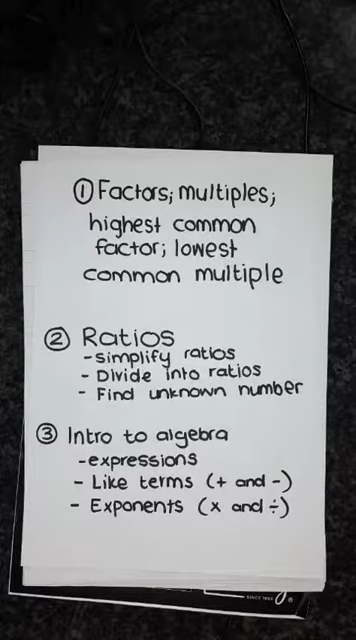 ① Factors; multiples;
highest common
factor; lowest
common multiple
② Ratios
- simplify ratios
- Divide into ratios
- Find unknown number
③ Intro to algebra
- expressions
- Like terms (+ and -)
- Exponents (x and ÷)